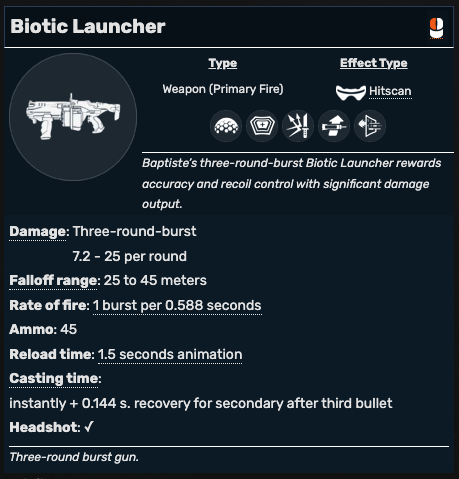 Biotic Launcher
Type
Effect Type
Weapon (Primary Fire)
Hitscan
Baptiste's three-round-burst Biotic Launcher rewards
accuracy and recoil control with significant damage
output.
Damage: Three-round-burst
7.2 - 25 per round
Falloff range: 25 to 45 meters
Rate of fire: 1 burst per 0.588 seconds
Ammo: 45
Reload time: 1.5 seconds animation
Casting time:
instantly + 0.144 s. recovery for secondary after third bullet
Headshot: ✓
Three-round burst gun.